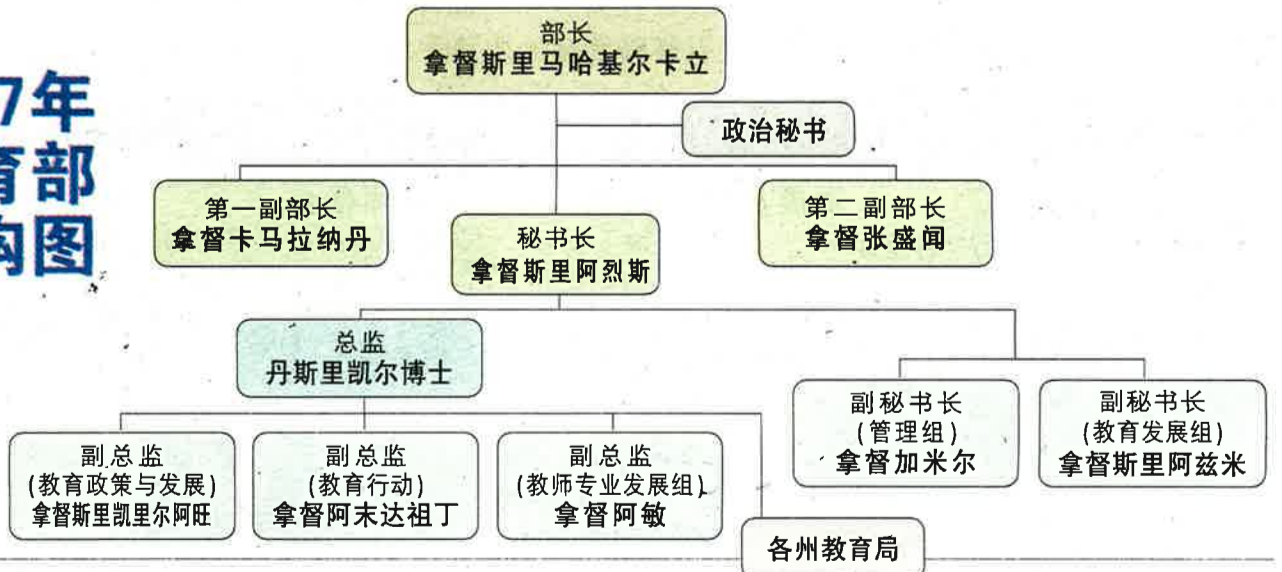 7年
育部
构图
部长
拿督斯里马哈基尔卡立
政治秘书
第一副部长
拿督卡马拉纳丹
秘书长
拿督斯里阿烈斯
第二副部长
拿督张盛闻
总监
丹斯里凯尔博士
副秘书长
(管理组)
拿督加米尔
副秘书长
(教育发展组)
拿督斯里阿兹米
副总监
(教育政策与发展)
拿督斯里凯里尔阿旺
副总监
(教育行动)
拿督阿末达祖丁
副总监
(教师专业发展组)
拿督阿敏
各州教育局